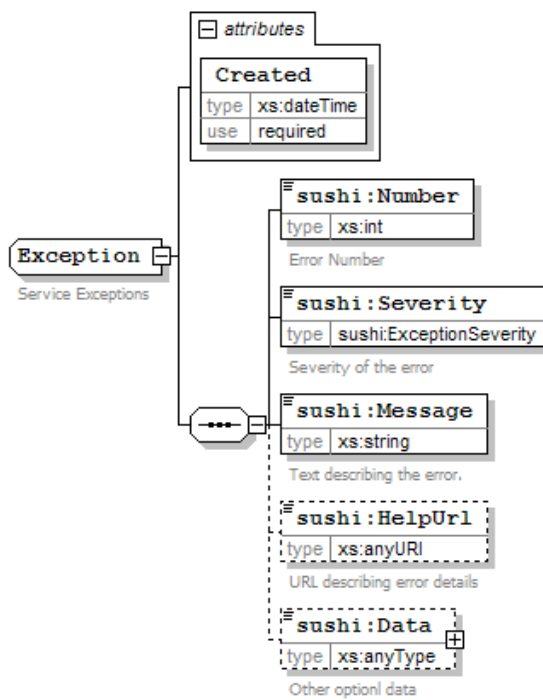 attributes
Created
type xs:dateTime
use required
Exception
Service Exceptions
sushi:Number
type xs:int
Error Number
sushi:Severity
type sushi:ExceptionSeverity
Severity of the error
sushi:Message
type xs:string
Text describing the error.
sushi:HelpUrl
type xs:anyURI
URL describing error details
sushi:Data
type xs:anyType
Other optionl data